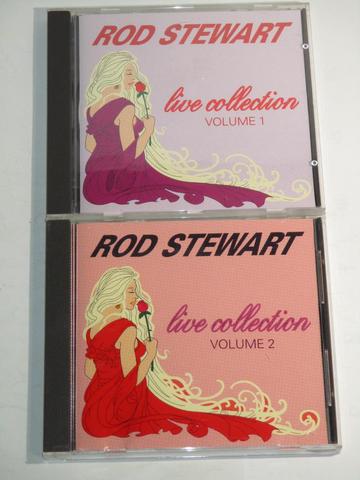 ROD STEWART
live collection
VOLUME 1
ROD STEWART
live collection
VOLUME 2